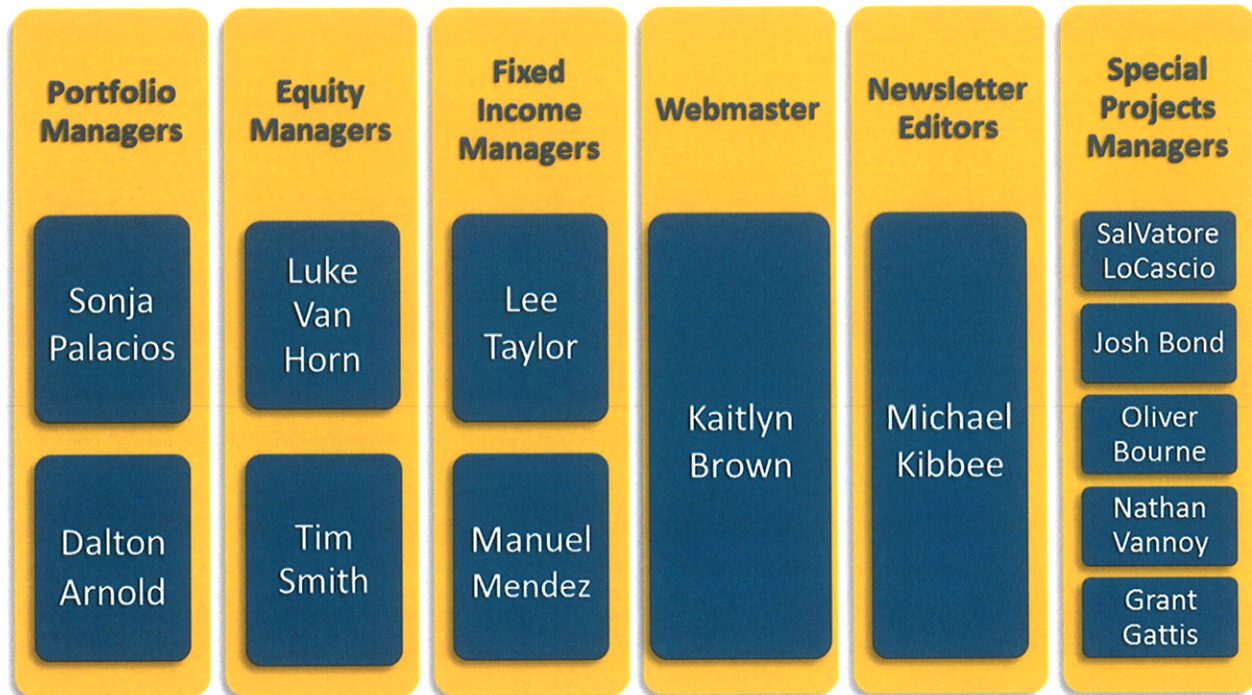 Portfolio
Managers
Sonja
Palacios
Dalton
Arnold
Equity
Managers
Luke
Van
Horn
Tim
Smith
Fixed
Income
Managers
Lee
Taylor
Manuel
Mendez
Webmaster
Kaitlyn
Brown
Newsletter
Editors
Michael
Kibbee
Special
Projects
Managers
SalVatore
LoCascio
Josh Bond
Oliver
Bourne
Nathan
Vannoy
Grant
Gattis